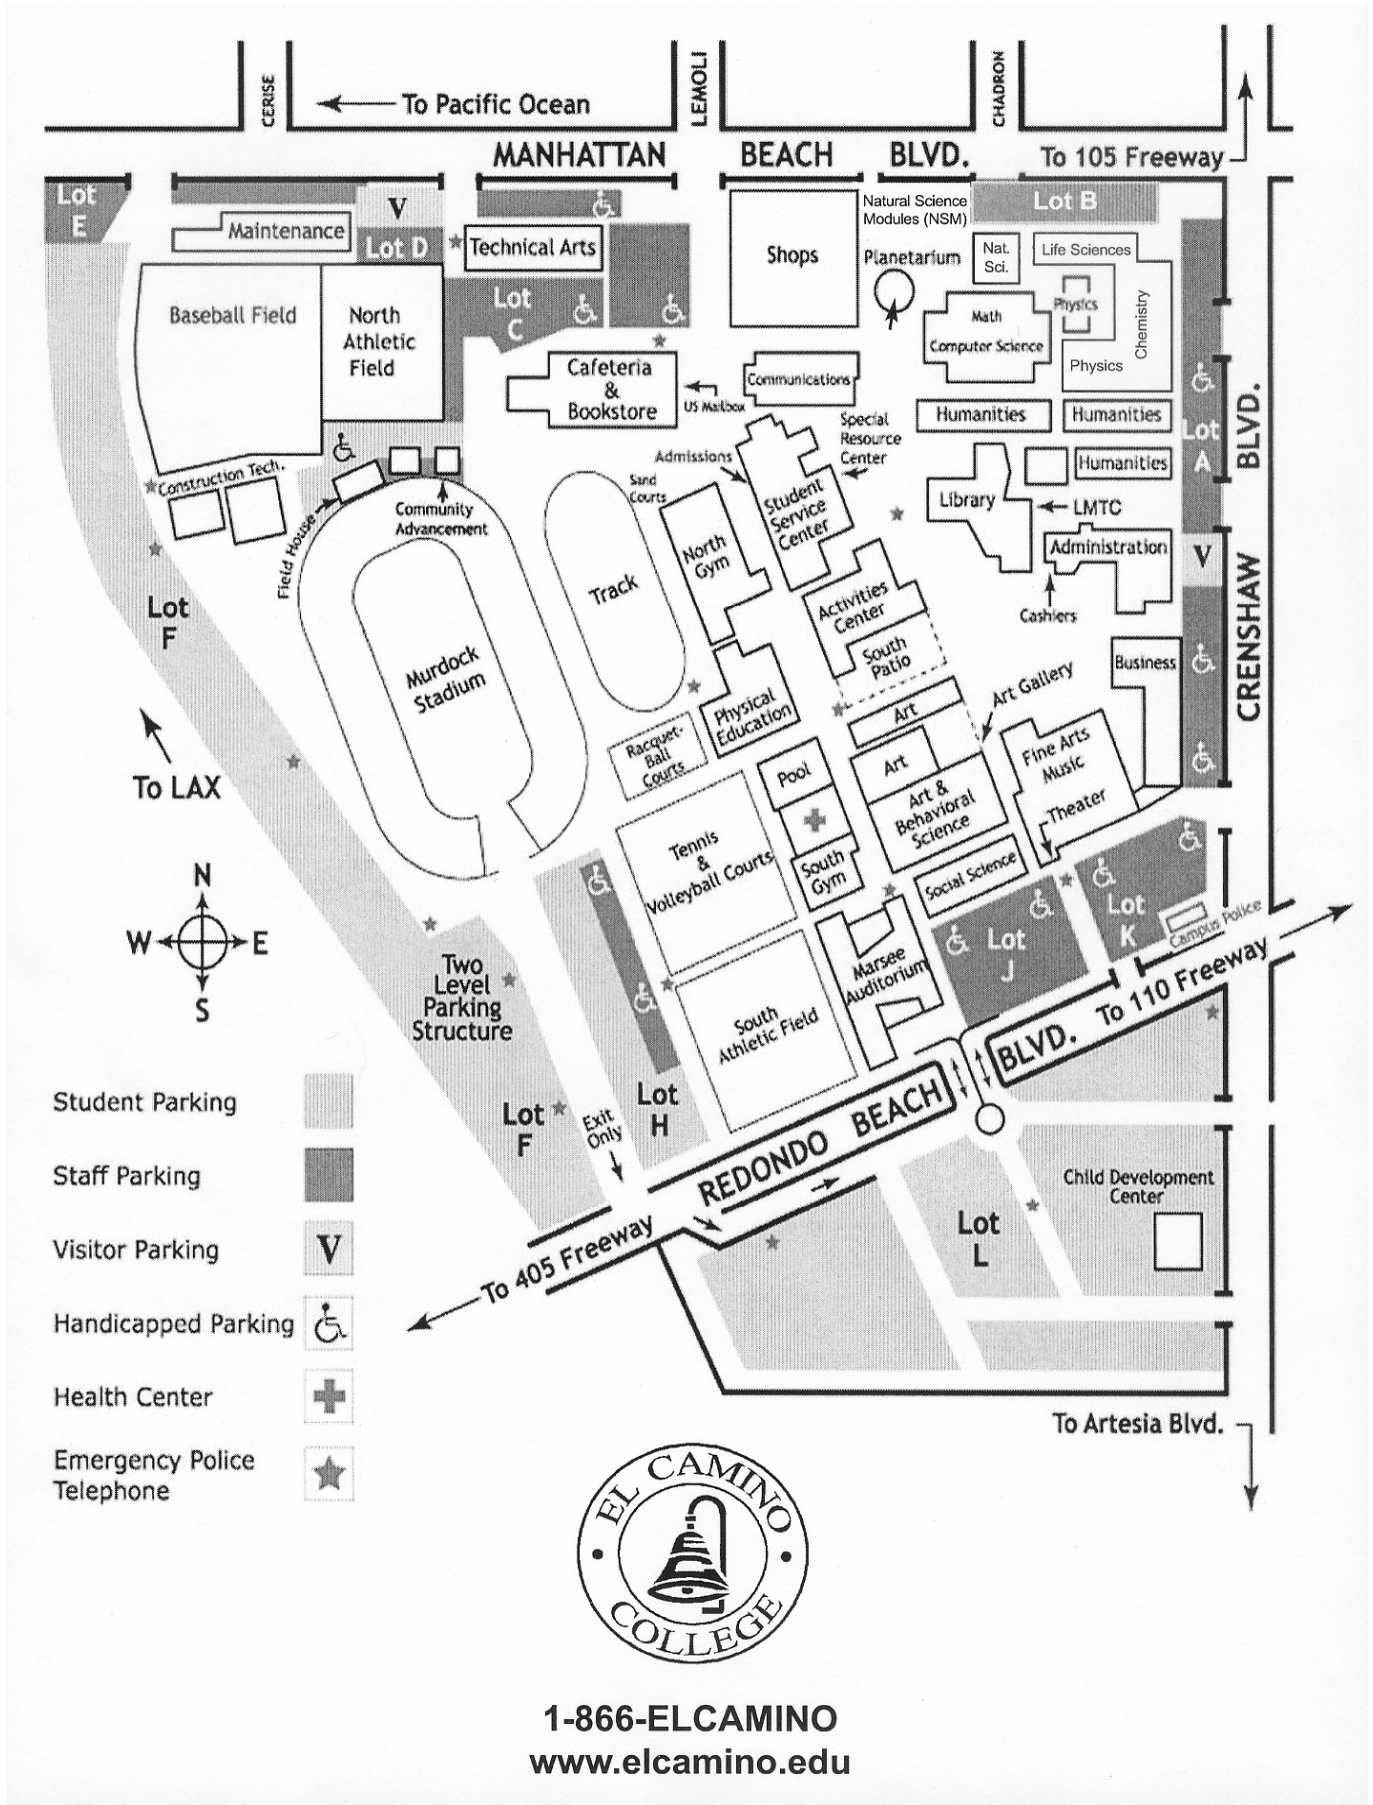 CERISE
To Pacific Ocean
LEMOLI
CHADRON
MANHATTAN BEACH BLVD.
To 105 Freeway
Lot
E
Maintenance
V
Lot D
Technical Arts
Shops
Natural Science
Modules (NSM)
Lot B
Planetarium
Nat.
Sci.
Life Sciences
Physics
Chemistry
Physics
Math
Computer Science
Baseball Field
North
Athletic
Field
Lot
C
Cafeteria
&
Bookstore
US Mailbox
Communications
Humanities
Humanities
Humanities
Special
Resource
Center
Admissions
Student
Service
Center
Sand
Courts
North
Gym
Library
LMTC
Administration
Cashiers
Lot
A
V
CRENSHAW BLVD.
Construction Tech.
Field House
Community
Advancement
Track
Murdock
Stadium
Activities
Center
South
Patio
Business
Art Gallery
Lot
F
To LAX
Physical
Education
Racquet-
Ball
Courts
Art
Art
Art &
Behavioral
Science
Fine Arts
Music
Theater
Pool
South
Gym
Tennis
&
Volleyball Courts
Social Science
Lot
K
Campus Police
Lot
J
Marsee
Auditorium
South
Athletic Field
N
W E
S
Two
Level
Parking
Structure
Lot
F
Exit
Only
Lot
H
REDONDO BEACH BLVD.
To 110 Freeway
To 405 Freeway
Child Development
Center
Lot
L
Student Parking
Staff Parking
Visitor Parking
V
Handicapped Parking
Health Center
Emergency Police
Telephone
To Artesia Blvd.
EL CAMINO
COLLEGE
1-866-ELCAMINO
www.elcamino.edu